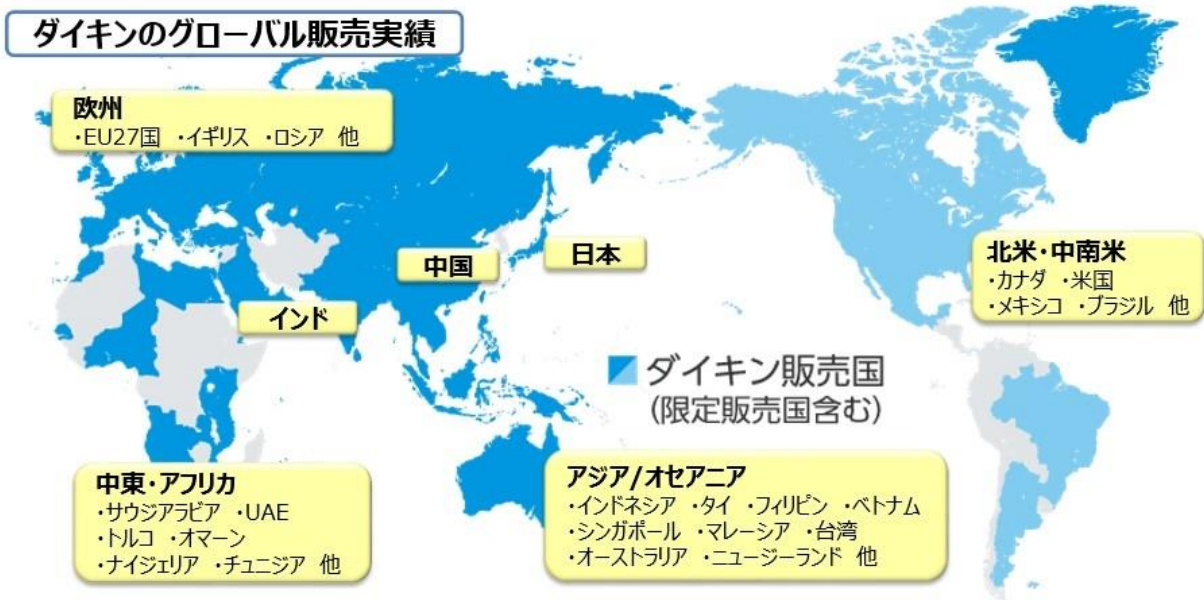 ダイキンのグローバル販売実績
欧州
・EU27国 ・イギリス ・ロシア 他
中国
日本
インド
北米・中南米
・カナダ ・米国
・メキシコ ・ブラジル 他
ダイキン販売国
(限定販売国含む)
中東・アフリカ
・サウジアラビア ・UAE
・トルコ ・オマーン
・ナイジェリア ・チュニジア 他
アジア/オセアニア
・インドネシア ・タイ ・フィリピン ・ベトナム
・シンガポール ・マレーシア ・台湾
・オーストラリア ・ニュージーランド 他